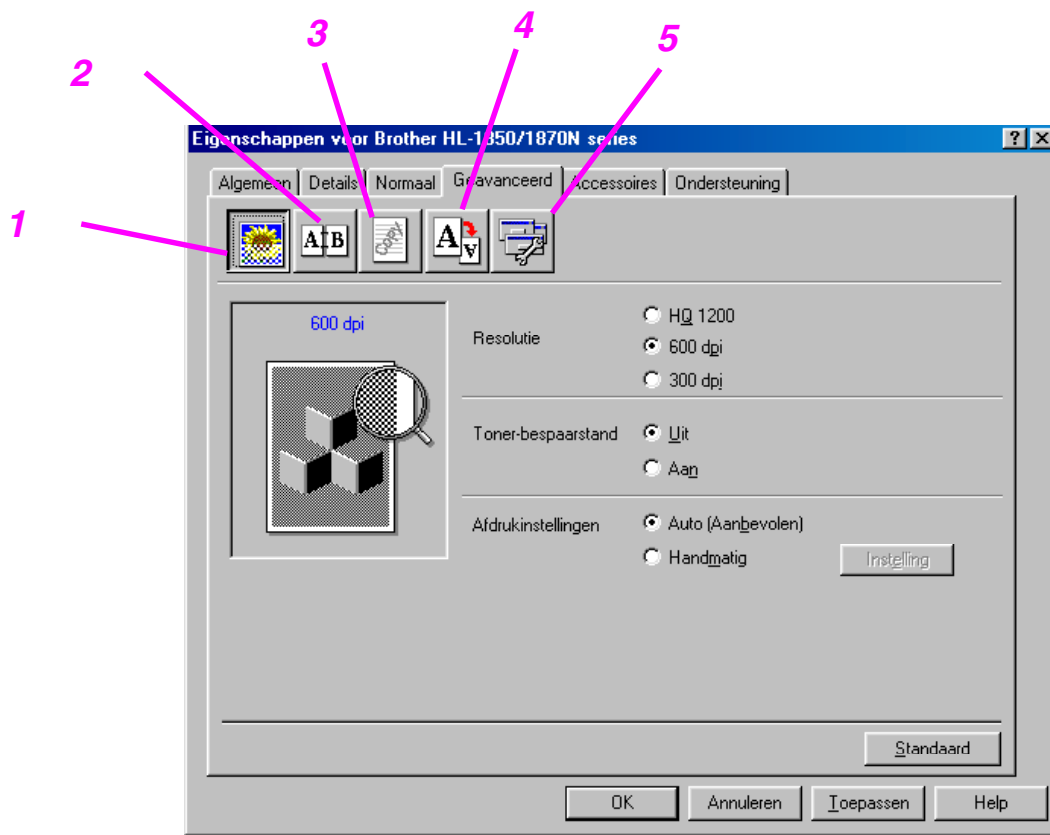 1
2
3
4
5
Eigenschappen voor Brother HL-1850/1870N series
Algemeen Details Normaal Geavanceerd Accessoires Ondersteuning
A B
COPY
A A
600 dpi
Resolutie
HQ 1200
600 dpi
300 dpi
Toner-bespaarstand
Uit
Aan
Afdrukinstellingen
Auto (Aanbevolen)
Handmatig
Instelling
Standaard
OK Annuleren Toepassen Help